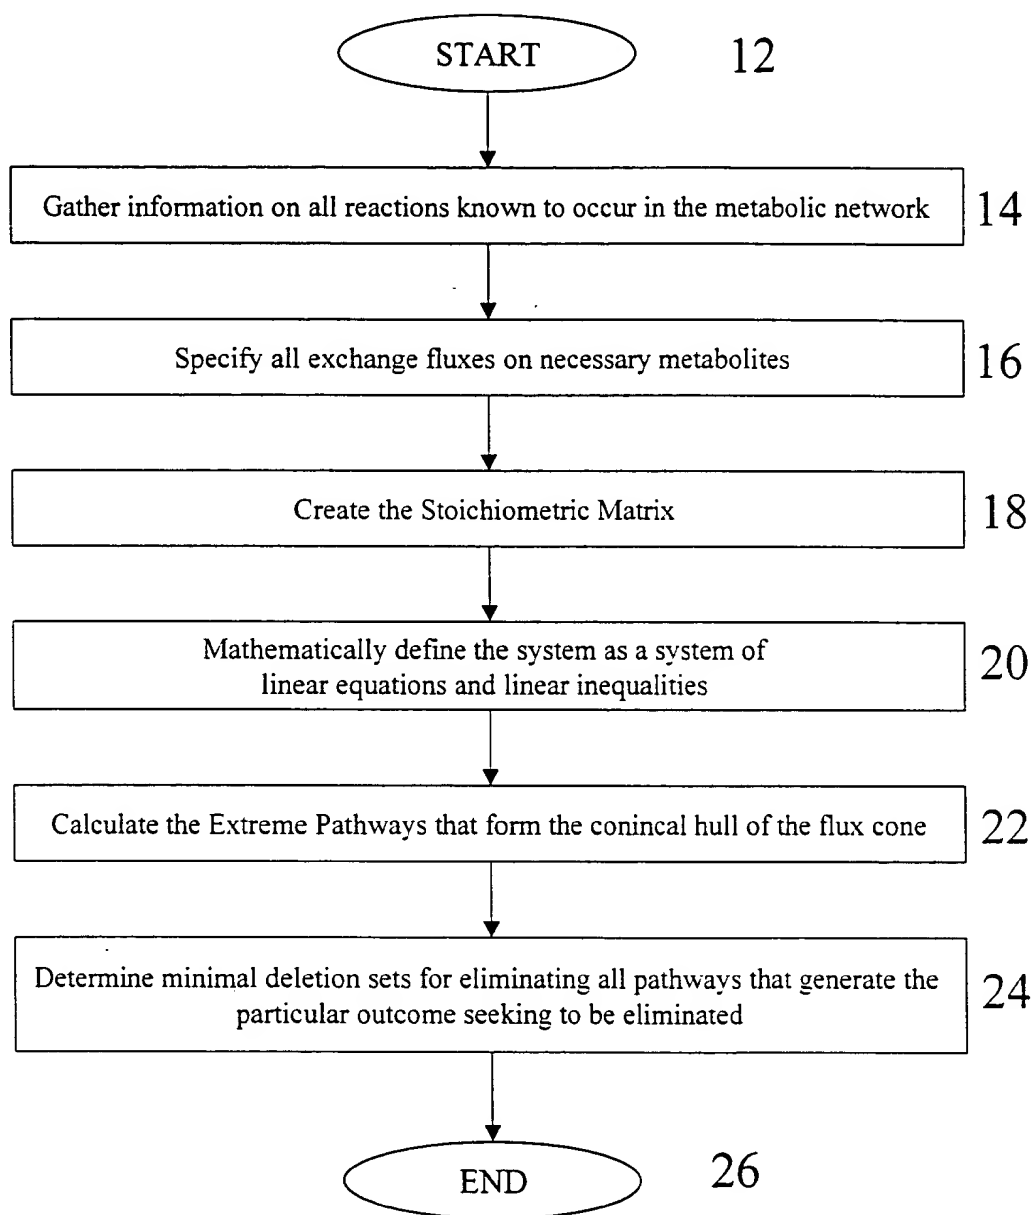 START 12
Gather information on all reactions known to occur in the metabolic network 14
Specify all exchange fluxes on necessary metabolites 16
Create the Stoichiometric Matrix 18
Mathematically define the system as a system of
linear equations and linear inequalities 20
Calculate the Extreme Pathways that form the conincal hull of the flux cone 22
Determine minimal deletion sets for eliminating all pathways that generate the
particular outcome seeking to be eliminated 24
END 26